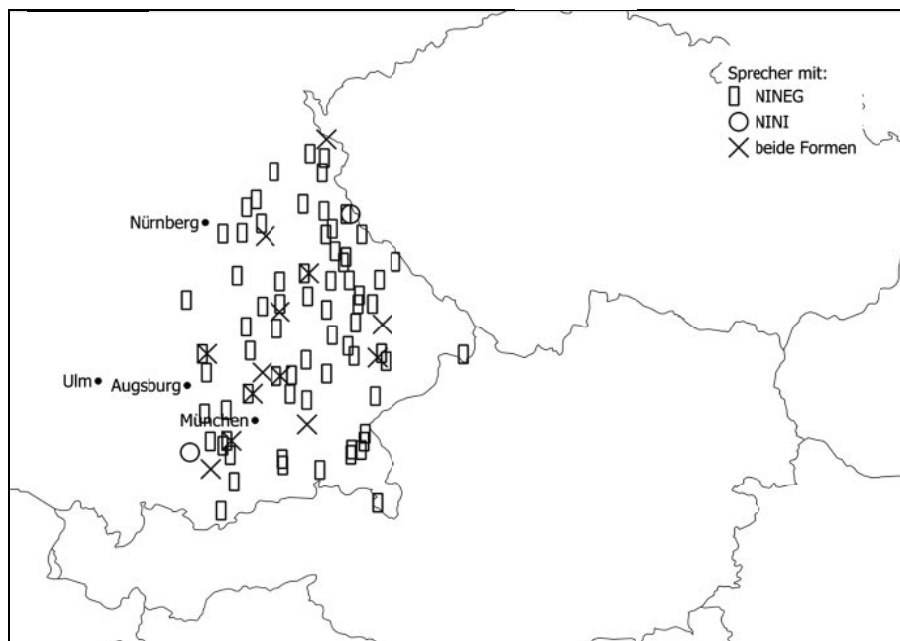 Sprecher mit:
NINEG
NINI
beide Formen
Nürnberg
Ulm
Augsburg
München